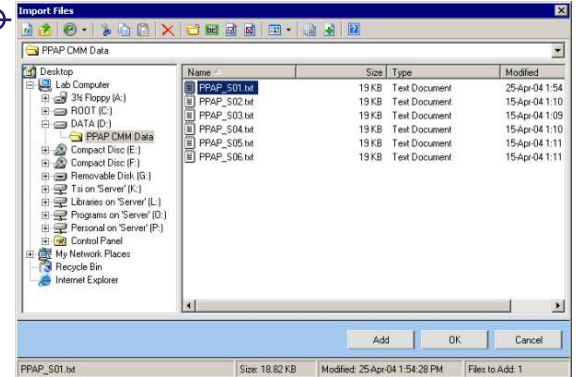 Import Files
PPAP CMM Data
Desktop
Lab Computer
3½ Floppy (A:)
ROOT (C:)
DATA (D:)
PPAP CMM Data
Compact Disc (E:)
Compact Disc (F:)
Removable Disk (G:)
Tsi on 'Server' (K:)
Libraries on 'Server' (L:)
Programs on 'Server' (O:)
Personal on 'Server' (P:)
Control Panel
My Network Places
Recycle Bin
Internet Explorer
Name Size Type Modified
PPAP_S01.txt 19 KB Text Document 25-Apr-04 1:54
PPAP_S02.txt 19 KB Text Document 15-Apr-04 1:10
PPAP_S03.txt 19 KB Text Document 15-Apr-04 1:09
PPAP_S04.txt 19 KB Text Document 15-Apr-04 1:10
PPAP_S05.txt 19 KB Text Document 15-Apr-04 1:11
PPAP_S06.txt 19 KB Text Document 15-Apr-04 1:11
Add OK Cancel
PPAP_S01.txt Size: 18.82 KB Modified: 25-Apr-04 1:54:28 PM Files to Add: 1